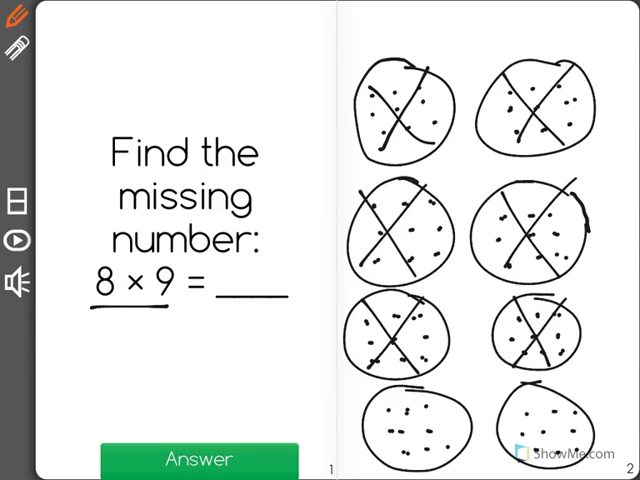 Find the
missing
number:
8 × 9 = ____
Answer
1
2
ShowMe.com